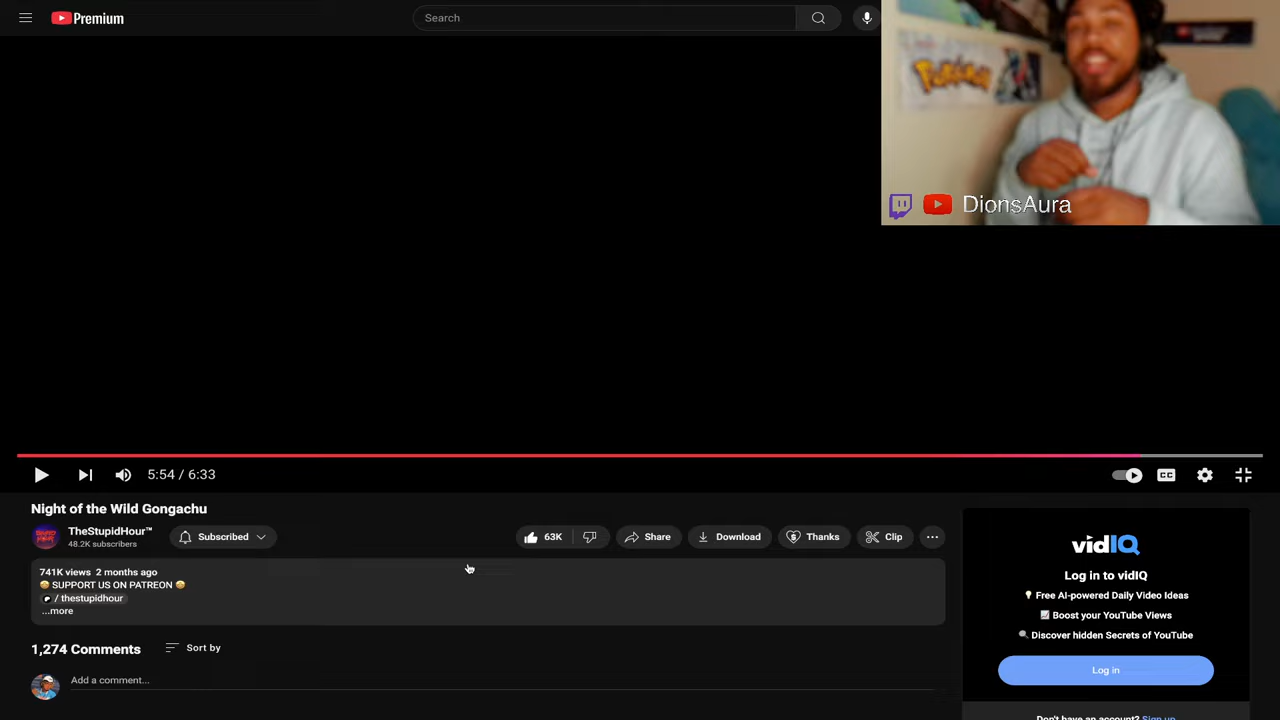 Premium
Search
Pokémon
DionsAura
5:54 / 6:33
CC
Night of the Wild Gongachu
TheStupidHour™
48.2K subscribers
Subscribed
63K
Share
Download
Thanks
Clip
741K views 2 months ago
SUPPORT US ON PATREON
/ thestupidhour
...more
1,274 Comments
Sort by
Add a comment...
vidIQ
Log in to vidIQ
Free AI-powered Daily Video Ideas
Boost your YouTube Views
Discover hidden Secrets of YouTube
Log in
Don't have an account? Sign up